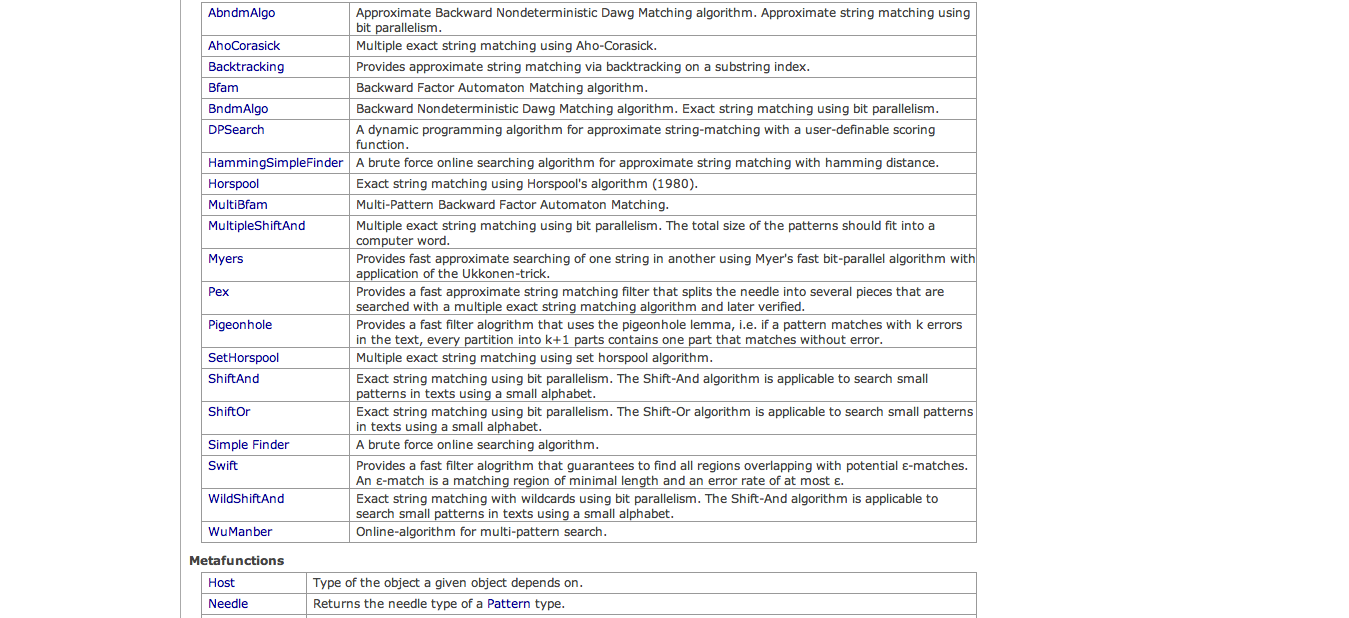 AbndmAlgo Approximate Backward Nondeterministic Dawg Matching algorithm. Approximate string matching using
bit parallelism.
AhoCorasick Multiple exact string matching using Aho-Corasick.
Backtracking Provides approximate string matching via backtracking on a substring index.
Bfam Backward Factor Automaton Matching algorithm.
BndmAlgo Backward Nondeterministic Dawg Matching algorithm. Exact string matching using bit parallelism.
DPSearch A dynamic programming algorithm for approximate string-matching with a user-definable scoring
function.
HammingSimpleFinder A brute force online searching algorithm for approximate string matching with hamming distance.
Horspool Exact string matching using Horspool's algorithm (1980).
MultiBfam Multi-Pattern Backward Factor Automaton Matching.
MultipleShiftAnd Multiple exact string matching using bit parallelism. The total size of the patterns should fit into a
computer word.
Myers Provides fast approximate searching of one string in another using Myer's fast bit-parallel algorithm with
application of the Ukkonen-trick.
Pex Provides a fast approximate string matching filter that splits the needle into several pieces that are
searched with a multiple exact string matching algorithm and later verified.
Pigeonhole Provides a fast filter alogrithm that uses the pigeonhole lemma, i.e. if a pattern matches with k errors
in the text, every partition into k+1 parts contains one part that matches without error.
SetHorspool Multiple exact string matching using set horspool algorithm.
ShiftAnd Exact string matching using bit parallelism. The Shift-And algorithm is applicable to search small
patterns in texts using a small alphabet.
ShiftOr Exact string matching using bit parallelism. The Shift-Or algorithm is applicable to search small patterns
in texts using a small alphabet.
Simple Finder A brute force online searching algorithm.
Swift Provides a fast filter alogrithm that guarantees to find all regions overlapping with potential ε-matches.
An ε-match is a matching region of minimal length and an error rate of at most ε.
WildShiftAnd Exact string matching with wildcards using bit parallelism. The Shift-And algorithm is applicable to
search small patterns in texts using a small alphabet.
WuManber Online-algorithm for multi-pattern search.
Metafunctions
Host Type of the object a given object depends on.
Needle Returns the needle type of a Pattern type.